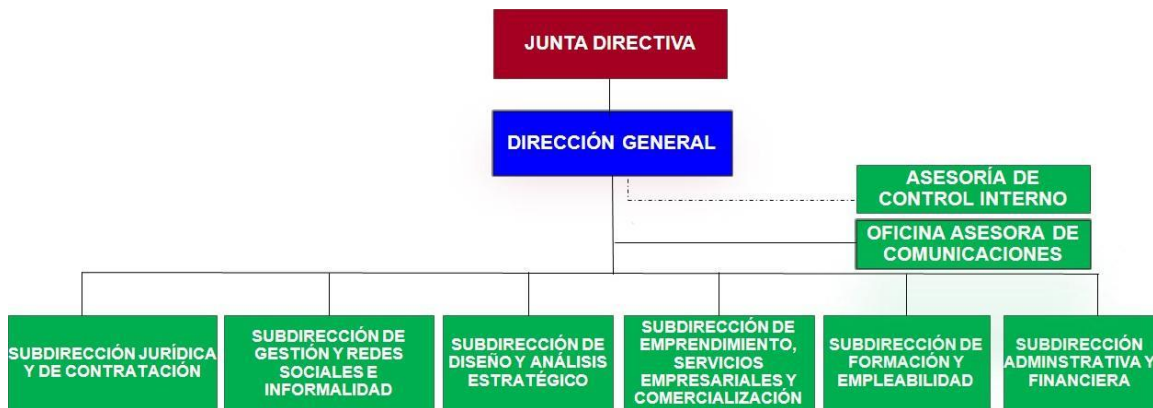 JUNTA DIRECTIVA
DIRECCIÓN GENERAL
ASESORÍA DE
CONTROL INTERNO
OFICINA ASESORA DE
COMUNICACIONES
SUBDIRECCIÓN JURÍDICA
Y DE CONTRATACIÓN
SUBDIRECCIÓN DE
GESTIÓN Y REDES
SOCIALES E
INFORMALIDAD
SUBDIRECCIÓN DE
DISEÑO Y ANÁLISIS
ESTRATÉGICO
SUBDIRECCIÓN DE
EMPRENDIMIENTO,
SERVICIOS
EMPRESARIALES Y
COMERCIALIZACIÓN
SUBDIRECCIÓN DE
FORMACIÓN Y
EMPLEABILIDAD
SUBDIRECCIÓN
ADMINSTRATIVA Y
FINANCIERA